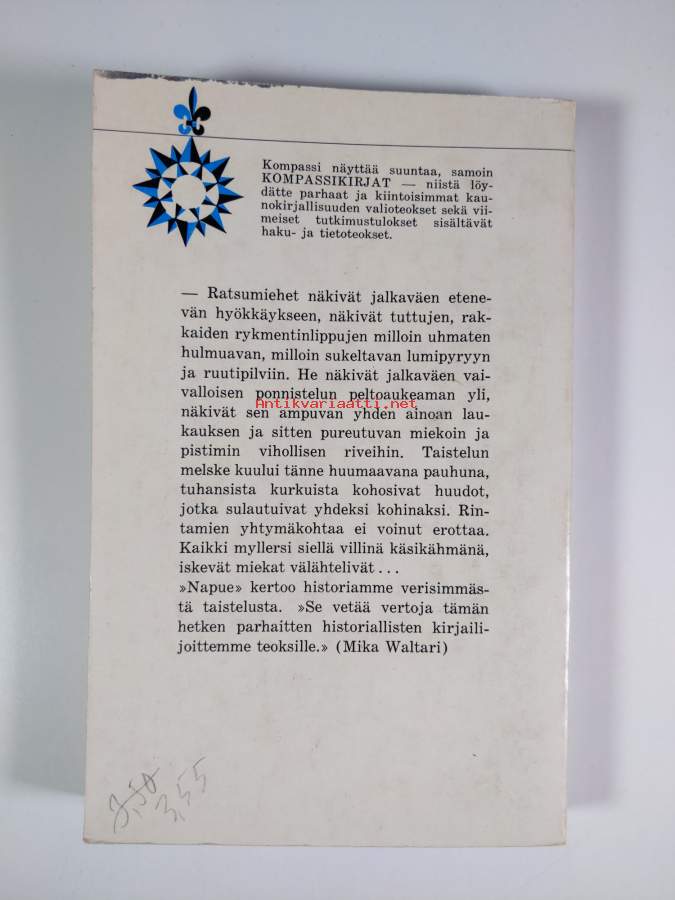 Kompassi näyttää suuntaa, samoin
KOMPASSIKIRJAT — niistä löy-
dätte parhaat ja kiintoisimmat kau-
nokirjallisuuden valioteokset sekä vii-
meiset tutkimustulokset sisältävät
haku- ja tietoteokset.
— Ratsumiehet näkivät jalkaväen etene-
vän hyökkäykseen, näkivät tuttujen, rak-
kaiden rykmentinlippujen milloin uhmaten
hulmuavan, milloin sukeltavan lumipyryyn
ja ruutipilviin. He näkivät jalkaväen vai-
valloisen ponnistelun peltoaukeaman yli,
Antikvariaatti.net
näkivät sen ampuvan yhden ainoan lau-
kauksen ja sitten pureutuvan miekoin ja
pistimin vihollisen riveihin. Taistelun
melske kuului tänne huumaavana pauhuna,
tuhansista kurkuista kohosivat huudot,
jotka sulautuivat yhdeksi kohinaksi. Rin-
tamien yhtymäkohtaa ei voinut erottaa.
Kaikki myllersi siellä villinä käsikähmänä,
iskevät miekat välähtelivät . . .
»Napue» kertoo historiamme verisimmäs-
tä taistelusta. »Se vetää vertoja tämän
hetken parhaitten historiallisten kirjaili-
joittemme teoksille.» (Mika Waltari)
3,50
3,55